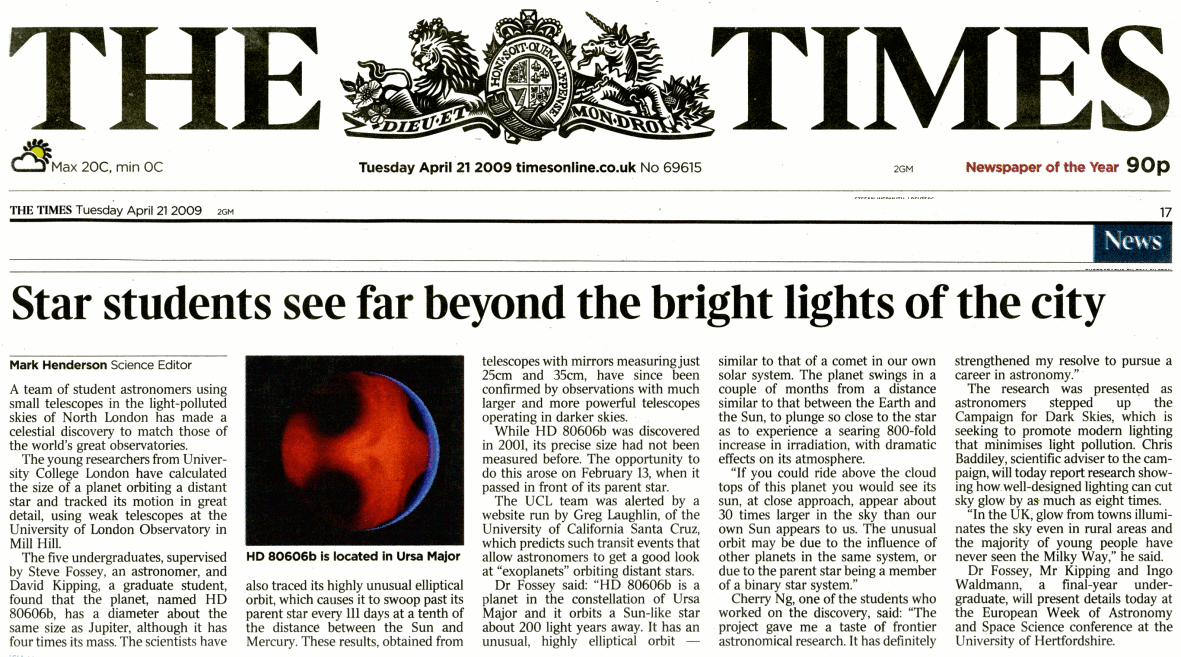 THE TIMES
HONI·SOIT·QUI·MAL·Y·PENSE
DIEU·ET MON·DROIT
Max 20C, min 0C
Tuesday April 21 2009 timesonline.co.uk No 69615
2GM
Newspaper of the Year 90p
THE TIMES Tuesday April 21 2009 2GM
17
News
Star students see far beyond the bright lights of the city
Mark Henderson Science Editor
A team of student astronomers using
small telescopes in the light-polluted
skies of North London has made a
celestial discovery to match those of
the world's great observatories.
The young researchers from Univer-
sity College London have calculated
the size of a planet orbiting a distant
star and tracked its motion in great
detail, using weak telescopes at the
University of London Observatory in
Mill Hill.
The five undergraduates, supervised
by Steve Fossey, an astronomer, and
David Kipping, a graduate student,
found that the planet, named HD
80606b, has a diameter about the
same size as Jupiter, although it has
four times its mass. The scientists have
HD 80606b is located in Ursa Major
also traced its highly unusual elliptical
orbit, which causes it to swoop past its
parent star every 111 days at a tenth of
the distance between the Sun and
Mercury. These results, obtained from
telescopes with mirrors measuring just
25cm and 35cm, have since been
confirmed by observations with much
larger and more powerful telescopes
operating in darker skies.
While HD 80606b was discovered
in 2001, its precise size had not been
measured before. The opportunity to
do this arose on February 13, when it
passed in front of its parent star.
The UCL team was alerted by a
website run by Greg Laughlin, of the
University of California Santa Cruz,
which predicts such transit events that
allow astronomers to get a good look
at "exoplanets" orbiting distant stars.
Dr Fossey said: "HD 80606b is a
planet in the constellation of Ursa
Major and it orbits a Sun-like star
about 200 light years away. It has an
unusual, highly elliptical orbit —
similar to that of a comet in our own
solar system. The planet swings in a
couple of months from a distance
similar to that between the Earth and
the Sun, to plunge so close to the star
as to experience a searing 800-fold
increase in irradiation, with dramatic
effects on its atmosphere.
"If you could ride above the cloud
tops of this planet you would see its
sun, at close approach, appear about
30 times larger in the sky than our
own Sun appears to us. The unusual
orbit may be due to the influence of
other planets in the same system, or
due to the parent star being a member
of a binary star system."
Cherry Ng, one of the students who
worked on the discovery, said: "The
project gave me a taste of frontier
astronomical research. It has definitely
strengthened my resolve to pursue a
career in astronomy."
The research was presented as
astronomers stepped up the
Campaign for Dark Skies, which is
seeking to promote modern lighting
that minimises light pollution. Chris
Baddiley, scientific adviser to the cam-
paign, will today report research show-
ing how well-designed lighting can cut
sky glow by as much as eight times.
"In the UK, glow from towns illumi-
nates the sky even in rural areas and
the majority of young people have
never seen the Milky Way," he said.
Dr Fossey, Mr Kipping and Ingo
Waldmann, a final-year under-
graduate, will present details today at
the European Week of Astronomy
and Space Science conference at the
University of Hertfordshire.